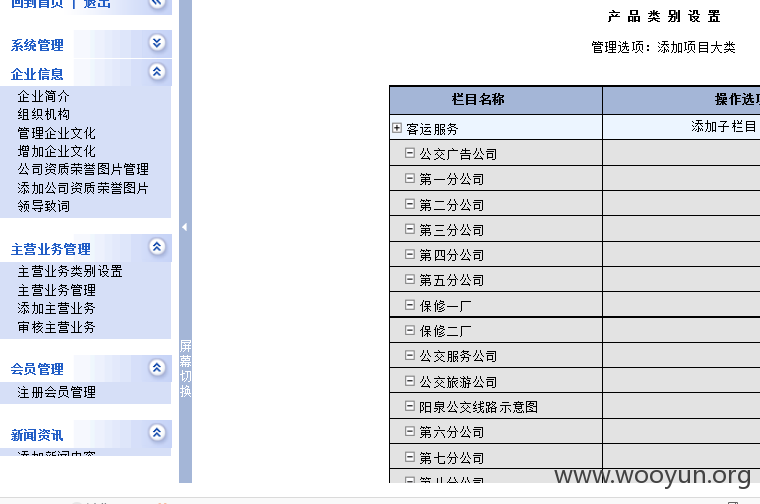 回到首页 | 退出
系统管理
企业信息
企业简介
组织机构
管理企业文化
增加企业文化
公司资质荣誉图片管理
添加公司资质荣誉图片
领导致词
主营业务管理
主营业务类别设置
主营业务管理
添加主营业务
审核主营业务
会员管理
注册会员管理
新闻资讯
添加新闻内容
屏幕切换
产品类别设置
管理选项：添加项目大类
栏目名称 操作选项
客运服务 添加子栏目
公交广告公司
第一分公司
第二分公司
第三分公司
第四分公司
第五分公司
保修一厂
保修二厂
公交服务公司
公交旅游公司
阳泉公交线路示意图
第六分公司
第七分公司
第八分公司
www.wooyun.org